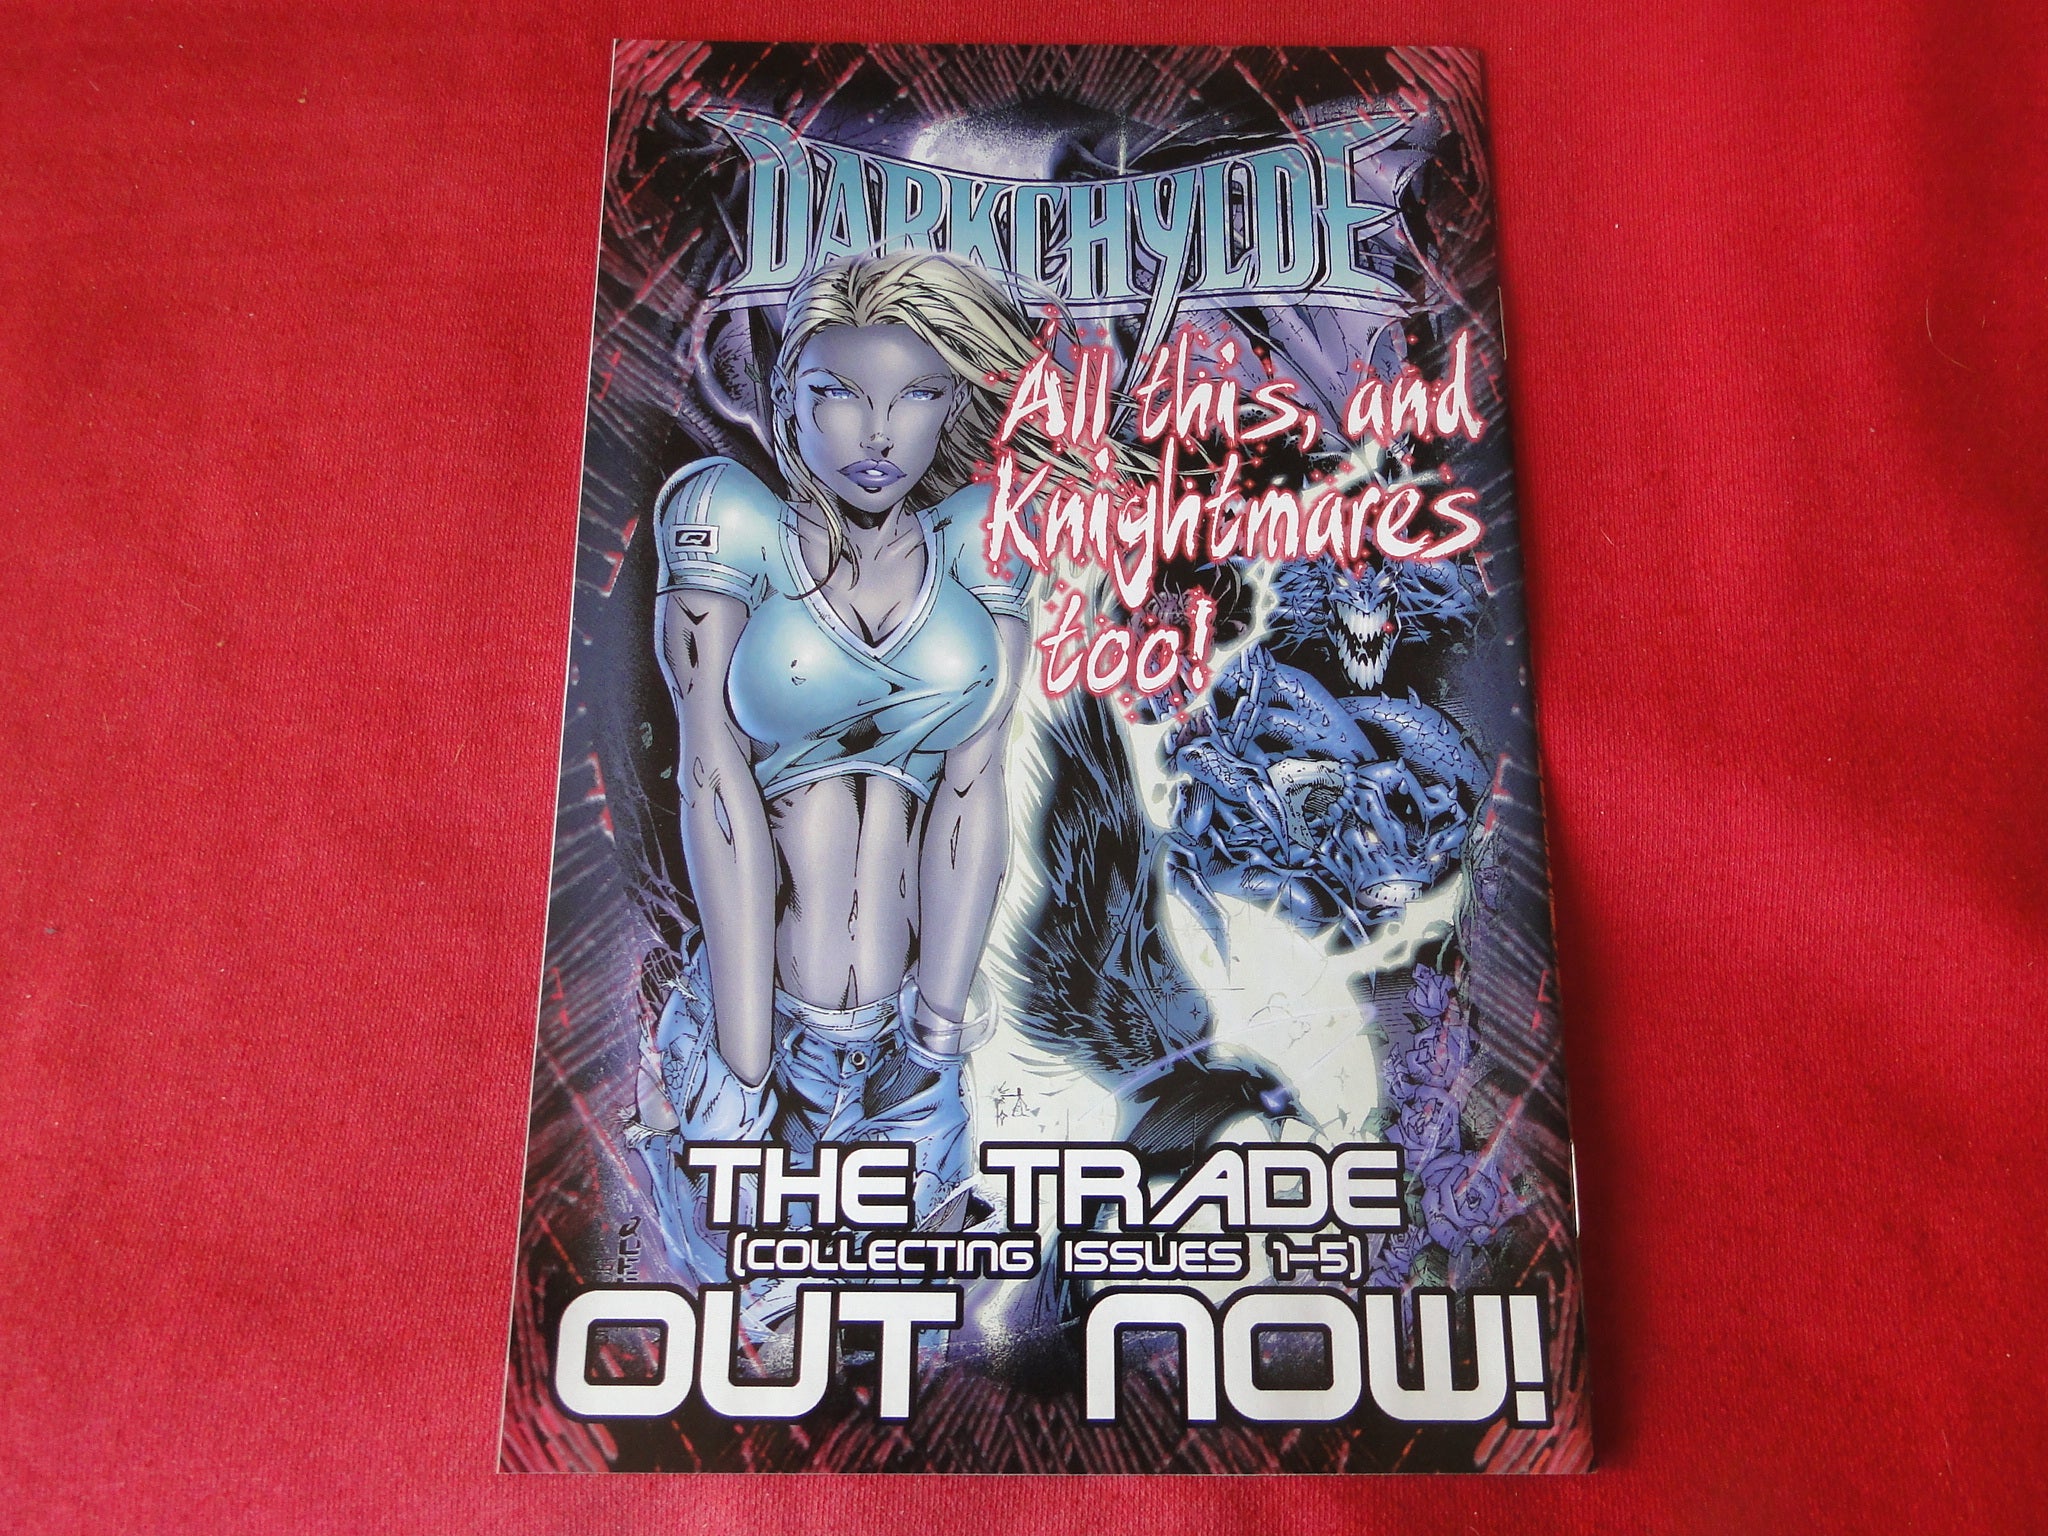 DARKCHYLDE
All this, and
Knightmares
too!
THE TRADE
(COLLECTING ISSUES 1-5)
OUT NOW!